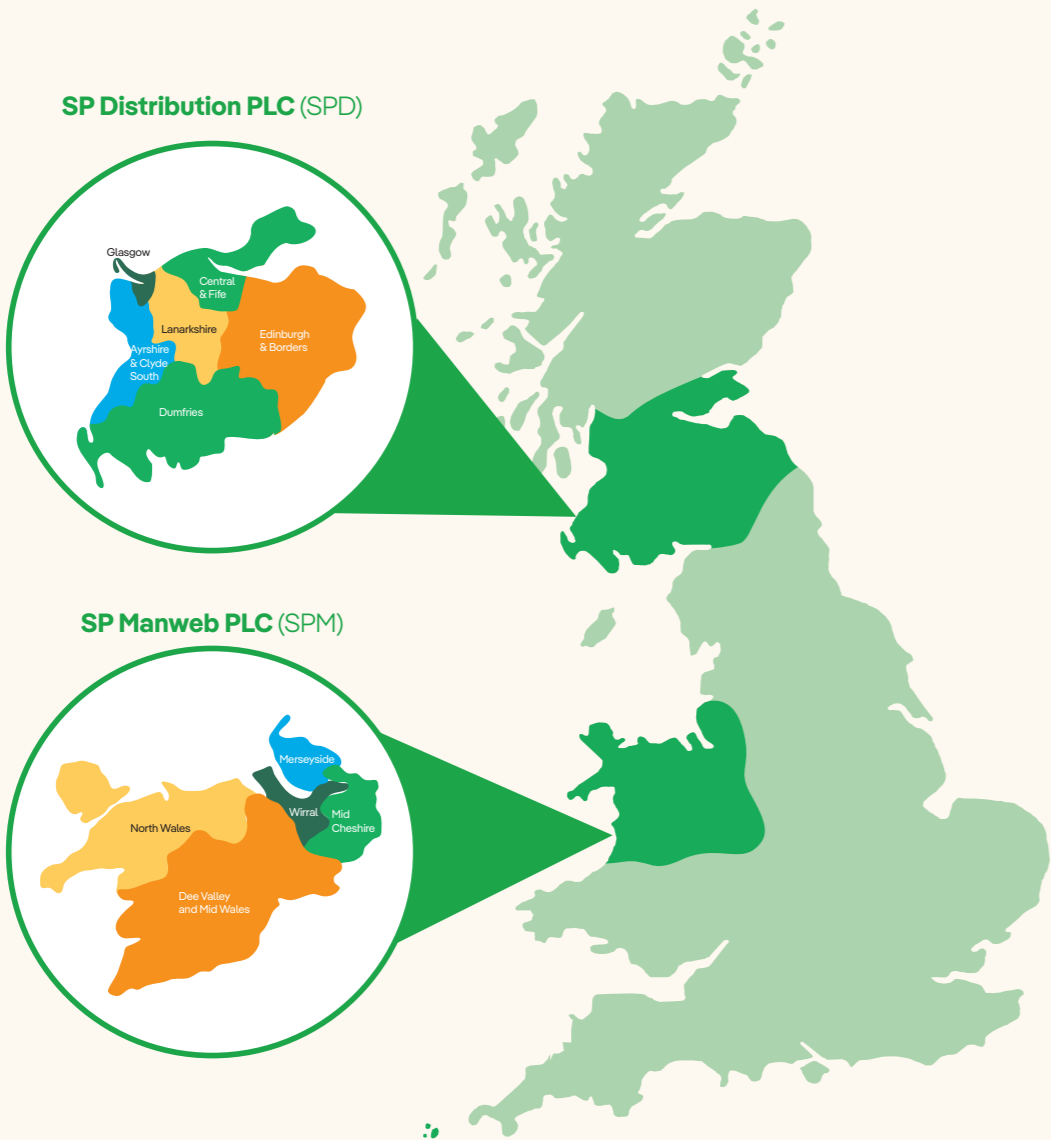 SP Distribution PLC (SPD)
Glasgow
Central
& Fife
Lanarkshire
Edinburgh
& Borders
Ayrshire
& Clyde
South
Dumfries
SP Manweb PLC (SPM)
Merseyside
Wirral
Mid
Cheshire
North Wales
Dee Valley
and Mid Wales